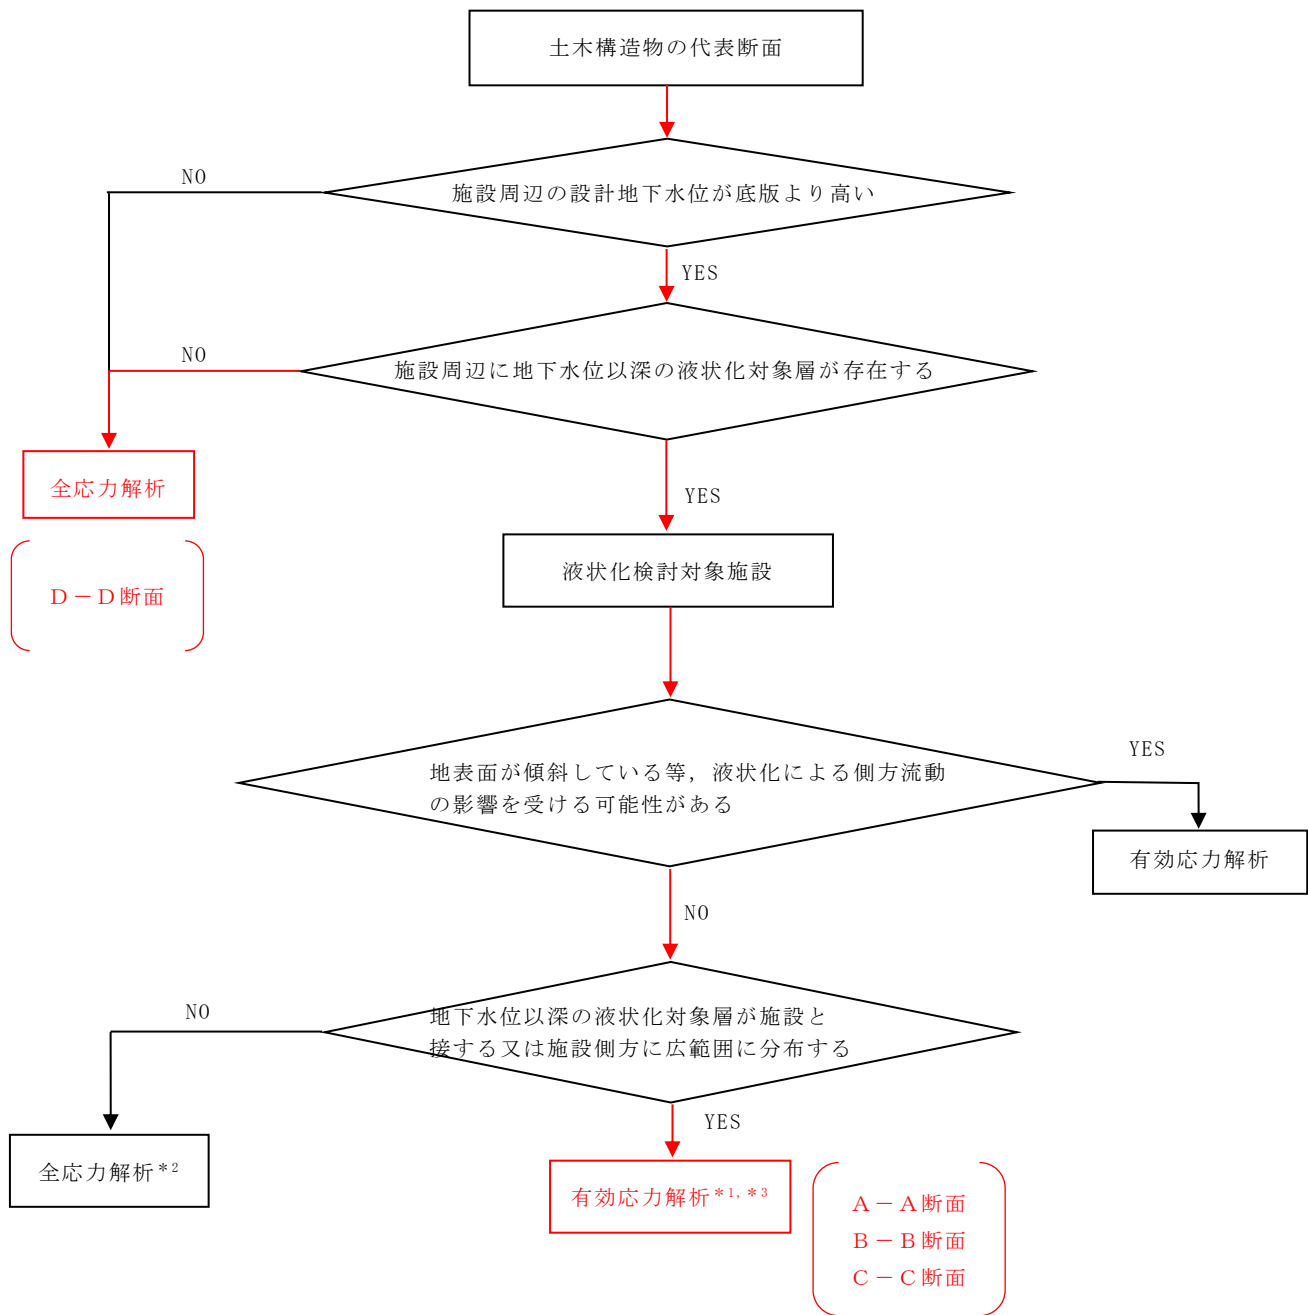 土木構造物の代表断面
NO
施設周辺の設計地下水位が底版より高い
YES
NO
施設周辺に地下水位以深の液状化対象層が存在する
全応力解析
YES
D－D断面
液状化検討対象施設
YES
地表面が傾斜している等，液状化による側方流動
の影響を受ける可能性がある
有効応力解析
NO
NO
地下水位以深の液状化対象層が施設と
接する又は施設側方に広範囲に分布する
YES
全応力解析*2
有効応力解析*1,*3
A－A断面
B－B断面
C－C断面